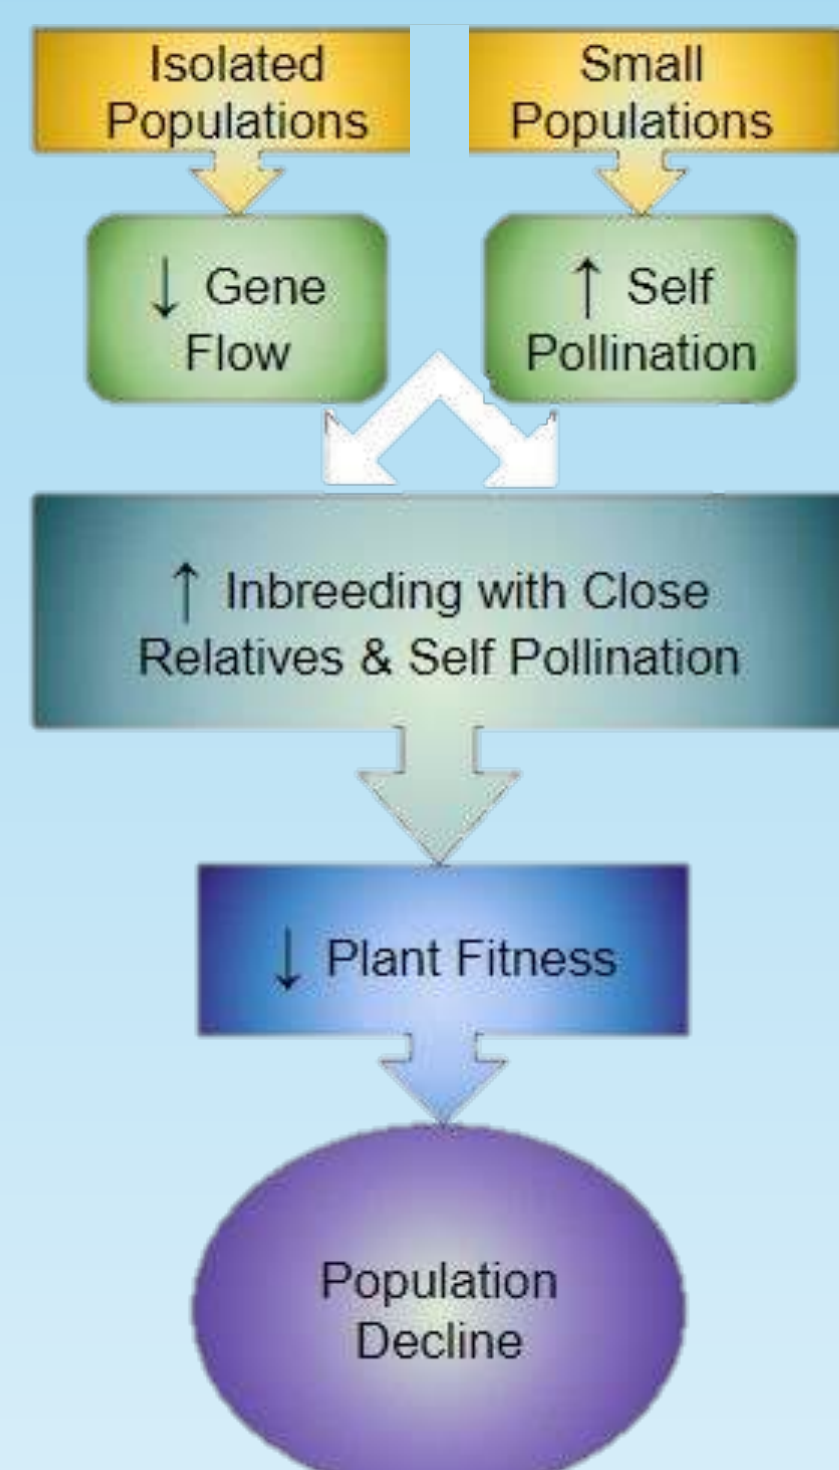 Isolated
Populations
Small
Populations
↓ Gene
Flow
↑ Self
Pollination
↑ Inbreeding with Close
Relatives & Self Pollination
↓ Plant Fitness
Population
Decline